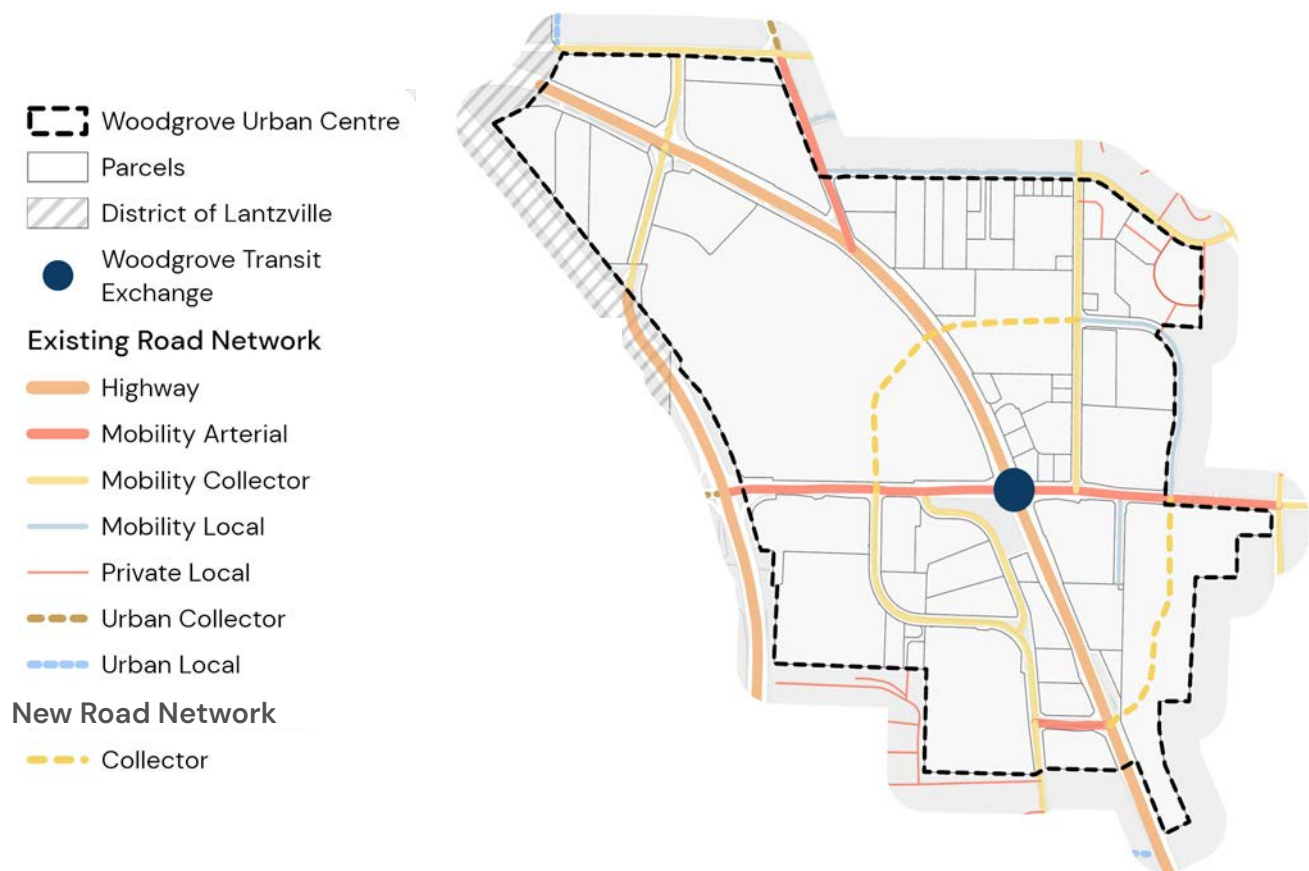 Woodgrove Urban Centre
Parcels
District of Lantzville
Woodgrove Transit
Exchange
Existing Road Network
Highway
Mobility Arterial
Mobility Collector
Mobility Local
Private Local
Urban Collector
Urban Local
New Road Network
Collector